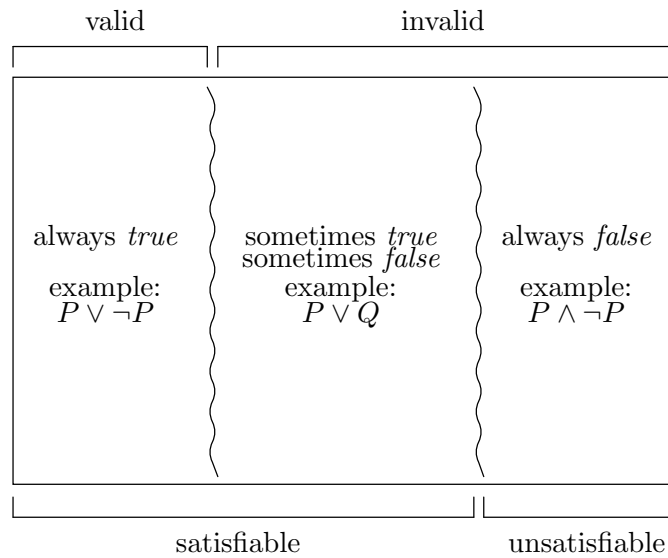 valid
invalid
always true
example:
P ∨ ¬P
sometimes true
sometimes false
example:
P ∨ Q
always false
example:
P ∧ ¬P
satisfiable
unsatisfiable